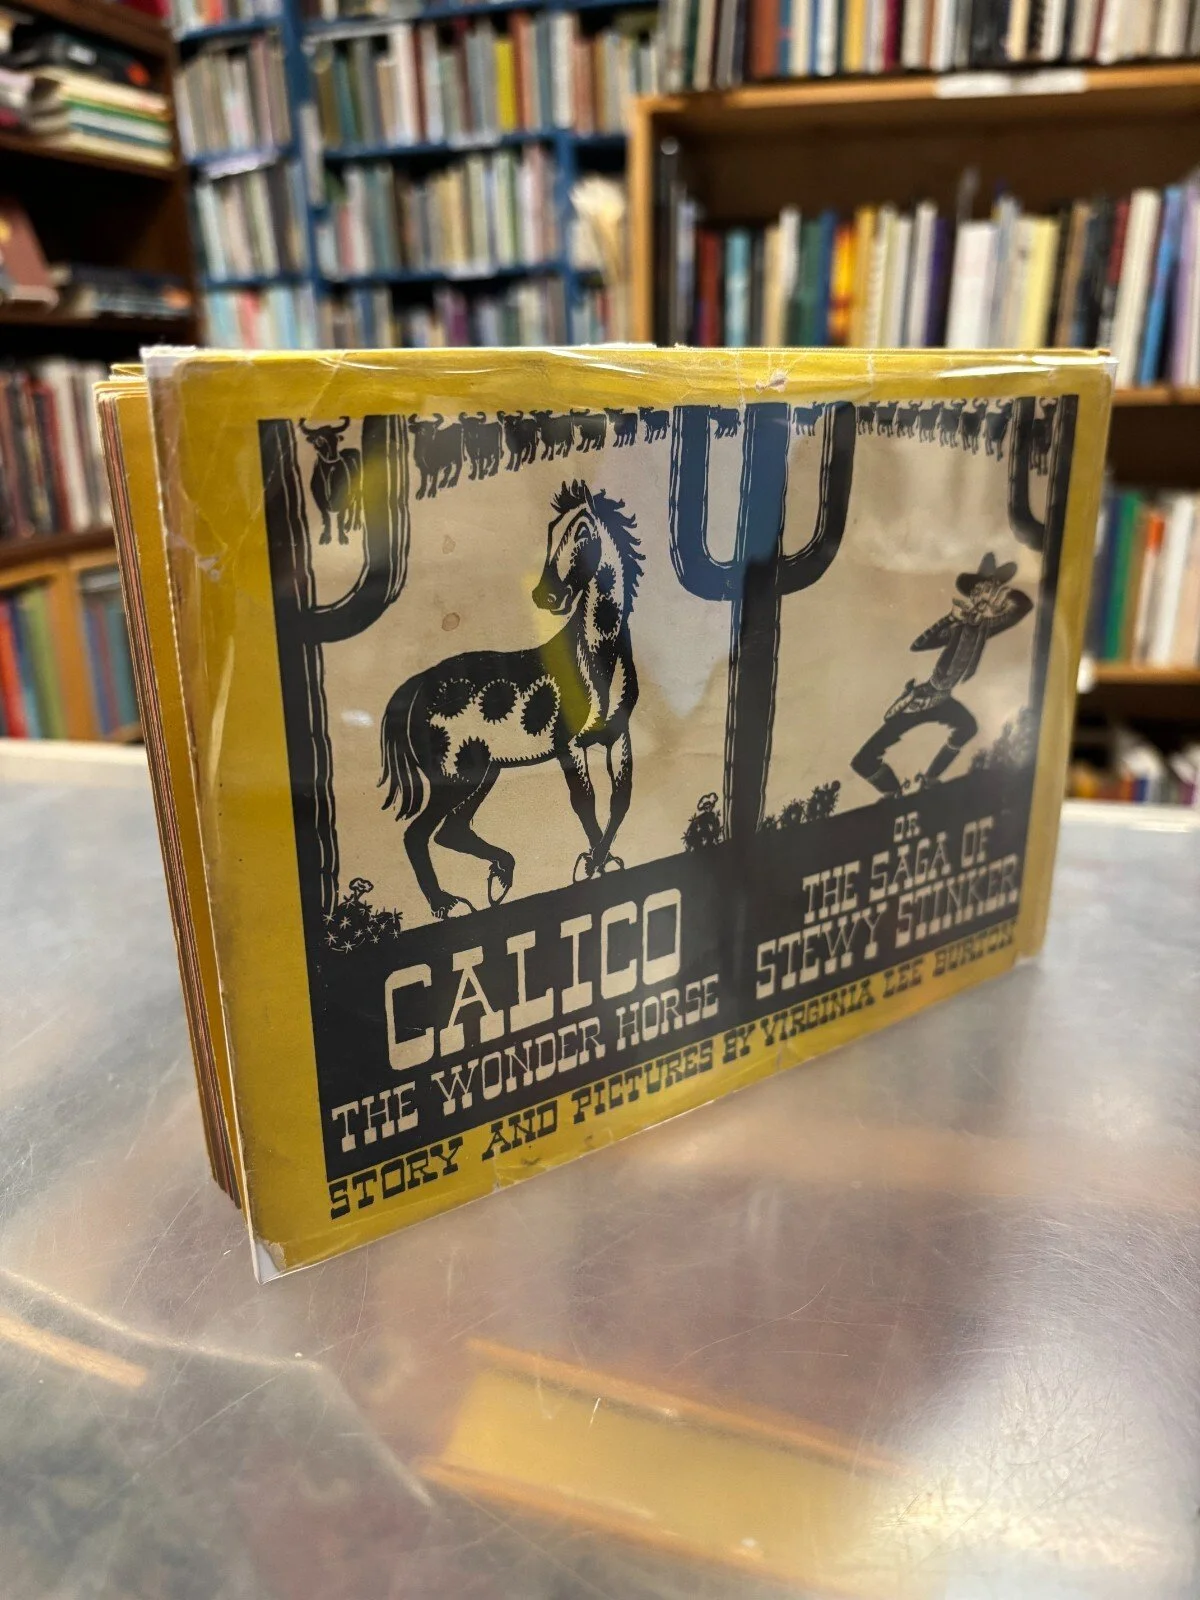 CALICO
THE WONDER HORSE
OR
THE SAGA OF
STEWY STINKER
STORY AND PICTURES BY VIRGINIA LEE BURTON